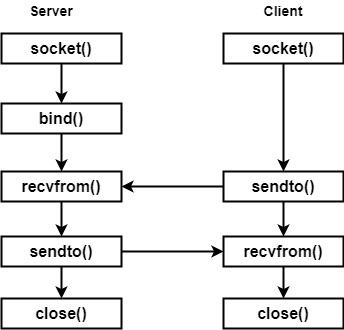 Server
Client
socket()
socket()
bind()
recvfrom()
sendto()
sendto()
recvfrom()
close()
close()